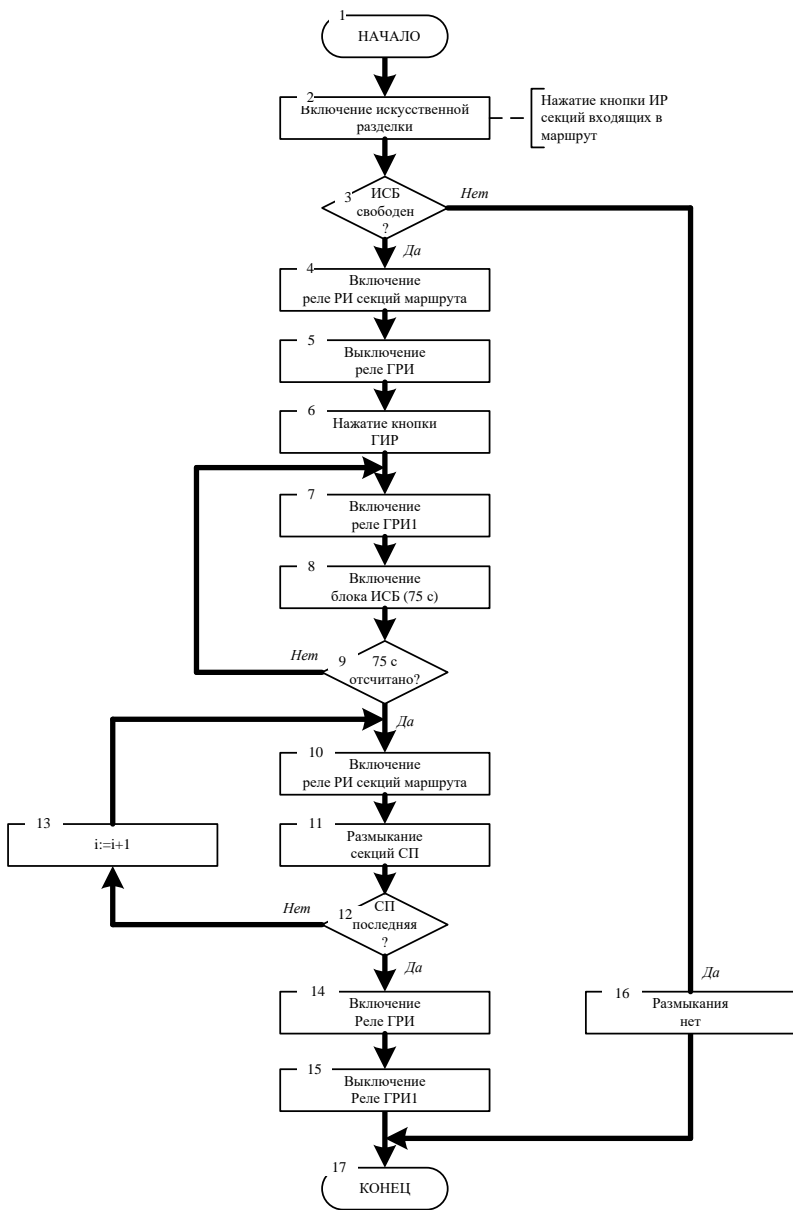 1
НАЧАЛО
2
Включение искусственной
разделки
Нажатие кнопки ИР
секций входящих в
маршрут
3
ИСБ
свободен
?
Нет
Да
4
Включение
реле РИ секций маршрута
5
Выключение
реле ГРИ
6
Нажатие кнопки
ГИР
7
Включение
реле ГРИ1
8
Включение
блока ИСБ (75 с)
Нет
9
75 с
отсчитано?
Да
10
Включение
реле РИ секций маршрута
13
i:=i+1
11
Размыкание
секций СП
Нет
12
СП
последняя
?
Да
Да
14
Включение
Реле ГРИ
16
Размыкания
нет
15
Выключение
Реле ГРИ1
17
КОНЕЦ